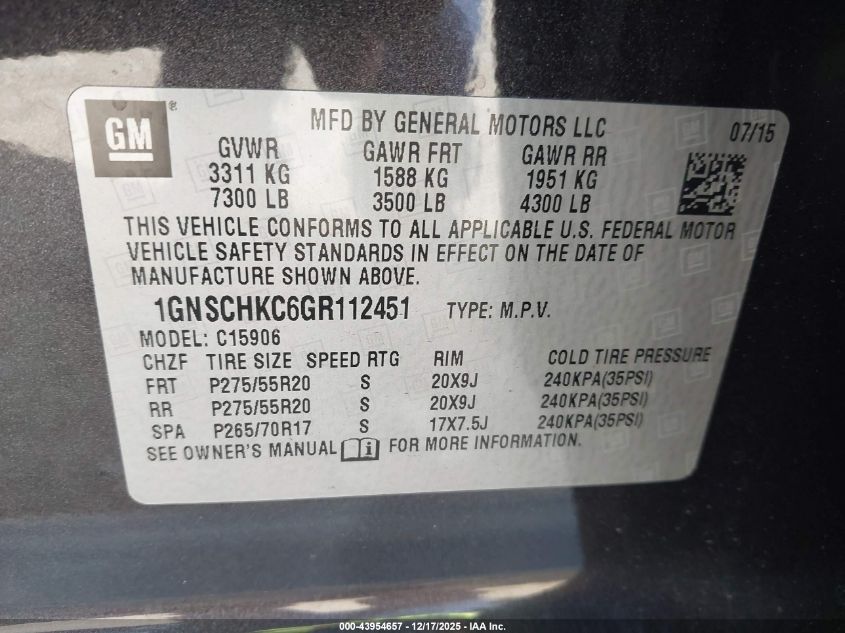 GM ®
MFD BY GENERAL MOTORS LLC 07/15
GVWR GAWR FRT GAWR RR
3311 KG 1588 KG 1951 KG
7300 LB 3500 LB 4300 LB
THIS VEHICLE CONFORMS TO ALL APPLICABLE U.S. FEDERAL MOTOR
VEHICLE SAFETY STANDARDS IN EFFECT ON THE DATE OF
MANUFACTURE SHOWN ABOVE.
1GNSCHKC6GR112451 TYPE: M.P.V.
MODEL: C15906
CHZF TIRE SIZE SPEED RTG RIM COLD TIRE PRESSURE
FRT P275/55R20 S 20X9J 240KPA(35PSI)
RR P275/55R20 S 20X9J 240KPA(35PSI)
SPA P265/70R17 S 17X7.5J 240KPA(35PSI)
SEE OWNER'S MANUAL i FOR MORE INFORMATION.
000-43954657 - 12/17/2025 - IAA Inc.